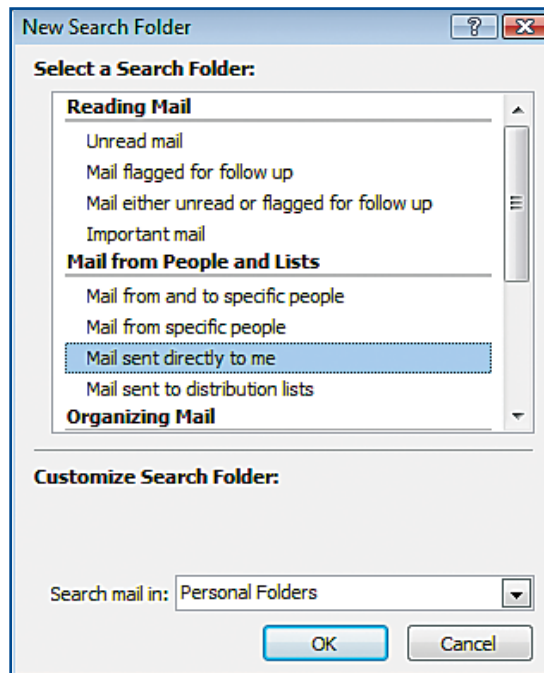 New Search Folder
Select a Search Folder:
Reading Mail
Unread mail
Mail flagged for follow up
Mail either unread or flagged for follow up
Important mail
Mail from People and Lists
Mail from and to specific people
Mail from specific people
Mail sent directly to me
Mail sent to distribution lists
Organizing Mail
Customize Search Folder:
Search mail in: Personal Folders
OK Cancel